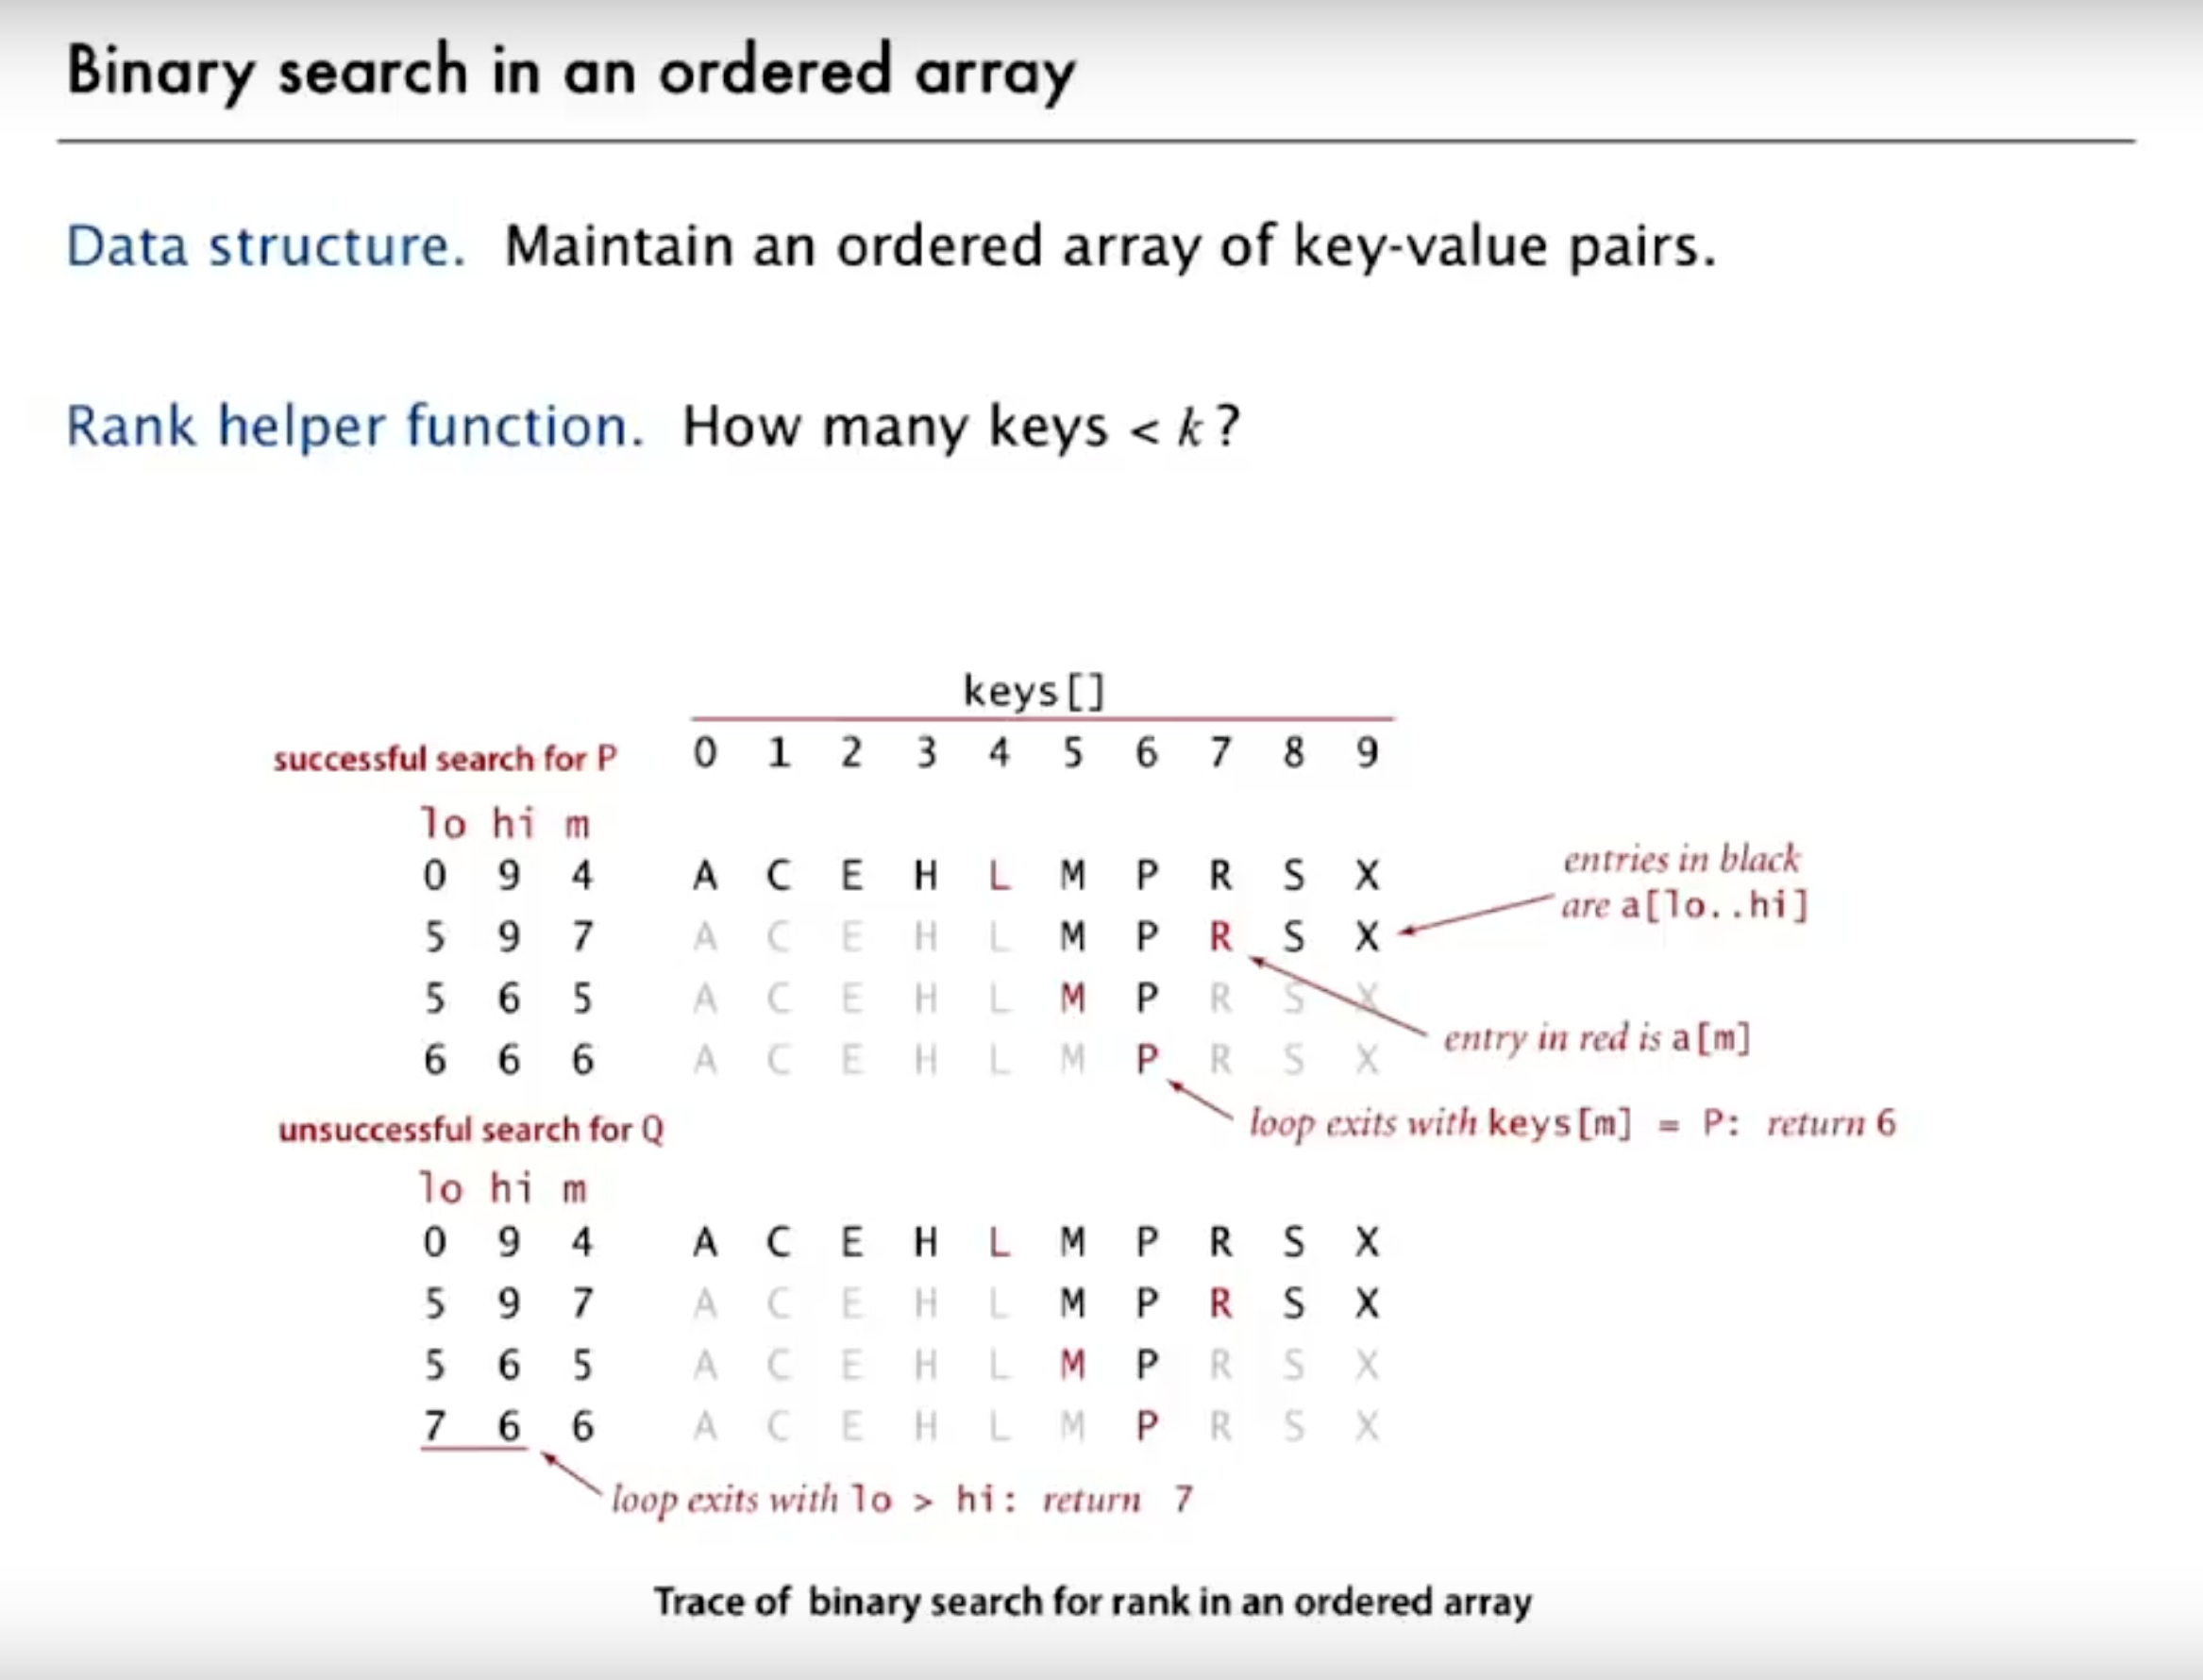 Binary search in an ordered array
Data structure. Maintain an ordered array of key-value pairs.
Rank helper function. How many keys < k ?
keys[]
successful search for P 0 1 2 3 4 5 6 7 8 9
lo hi m
0 9 4 A C E H L M P R S X
entries in black
are a[lo..hi]
5 9 7 A C E H L M P R S X
5 6 5 A C E H L M P R S X
entry in red is a[m]
6 6 6 A C E H L M P R S X
loop exits with keys[m] = P: return 6
unsuccessful search for Q
lo hi m
0 9 4 A C E H L M P R S X
5 9 7 A C E H L M P R S X
5 6 5 A C E H L M P R S X
7 6 6 A C E H L M P R S X
loop exits with lo > hi: return 7
Trace of binary search for rank in an ordered array